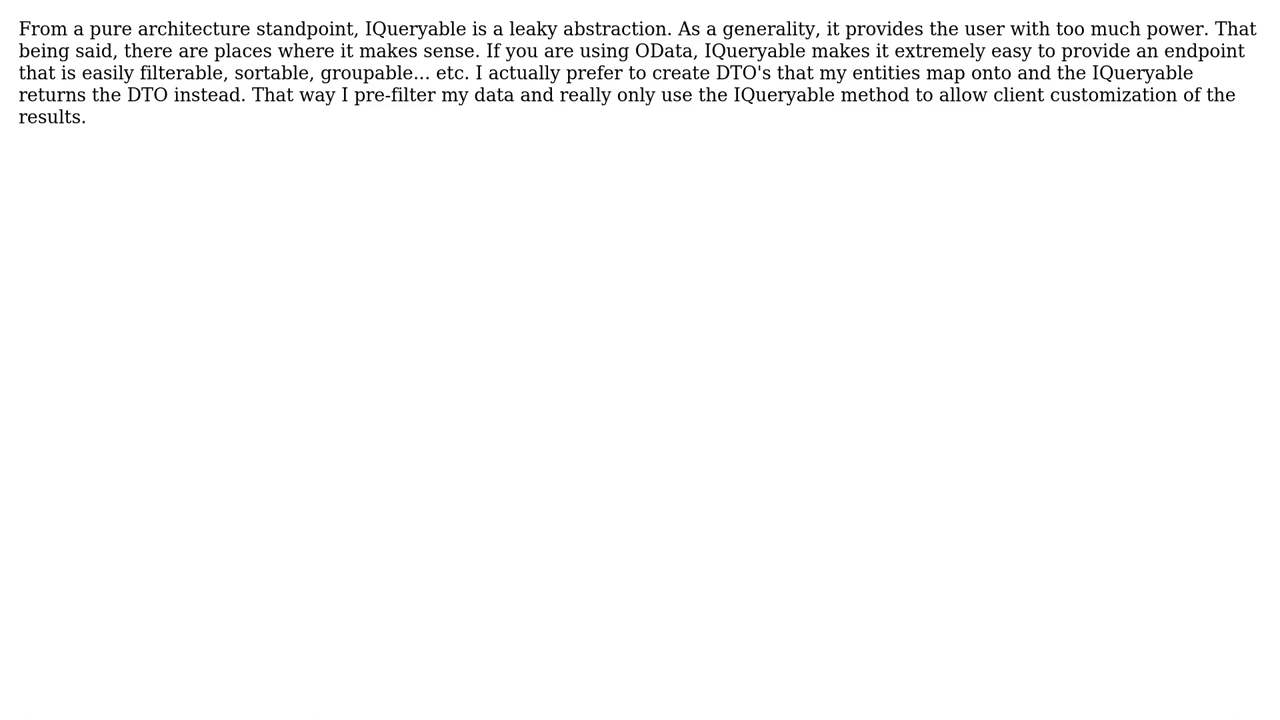 From a pure architecture standpoint, IQueryable is a leaky abstraction. As a generality, it provides the user with too much power. That
being said, there are places where it makes sense. If you are using OData, IQueryable makes it extremely easy to provide an endpoint
that is easily filterable, sortable, groupable... etc. I actually prefer to create DTO's that my entities map onto and the IQueryable
returns the DTO instead. That way I pre-filter my data and really only use the IQueryable method to allow client customization of the
results.